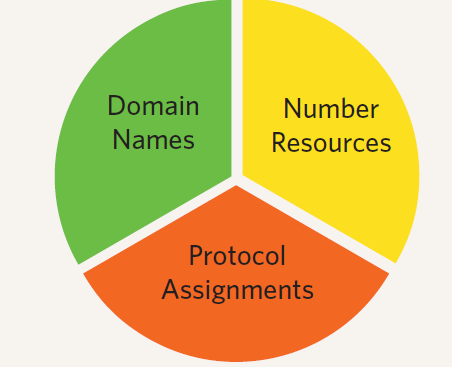 Domain
Names
Number
Resources
Protocol
Assignments